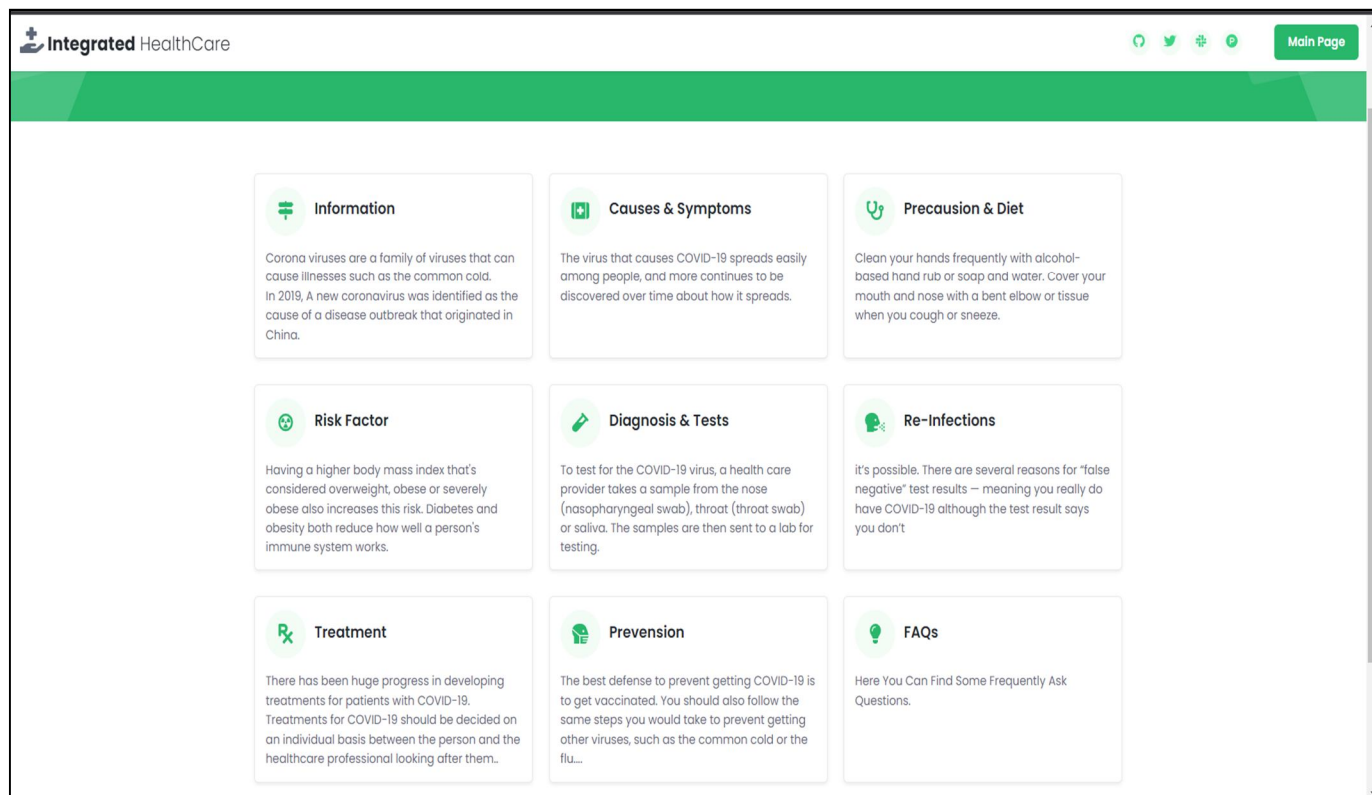 Integrated HealthCare
Main Page
Information
Corona viruses are a family of viruses that can
cause illnesses such as the common cold.
In 2019, A new coronavirus was identified as the
cause of a disease outbreak that originated in
China.
Causes & Symptoms
The virus that causes COVID-19 spreads easily
among people, and more continues to be
discovered over time about how it spreads.
Precausion & Diet
Clean your hands frequently with alcohol-
based hand rub or soap and water. Cover your
mouth and nose with a bent elbow or tissue
when you cough or sneeze.
Risk Factor
Having a higher body mass index that's
considered overweight, obese or severely
obese also increases this risk. Diabetes and
obesity both reduce how well a person's
immune system works.
Diagnosis & Tests
To test for the COVID-19 virus, a health care
provider takes a sample from the nose
(nasopharyngeal swab), throat (throat swab)
or saliva. The samples are then sent to a lab for
testing.
Re-Infections
it's possible. There are several reasons for “false
negative” test results — meaning you really do
have COVID-19 although the test result says
you don’t
Treatment
There has been huge progress in developing
treatments for patients with COVID-19.
Treatments for COVID-19 should be decided on
an individual basis between the person and the
healthcare professional looking after them..
Prevension
The best defense to prevent getting COVID-19 is
to get vaccinated. You should also follow the
same steps you would take to prevent getting
other viruses, such as the common cold or the
flu....
FAQs
Here You Can Find Some Frequently Ask
Questions.